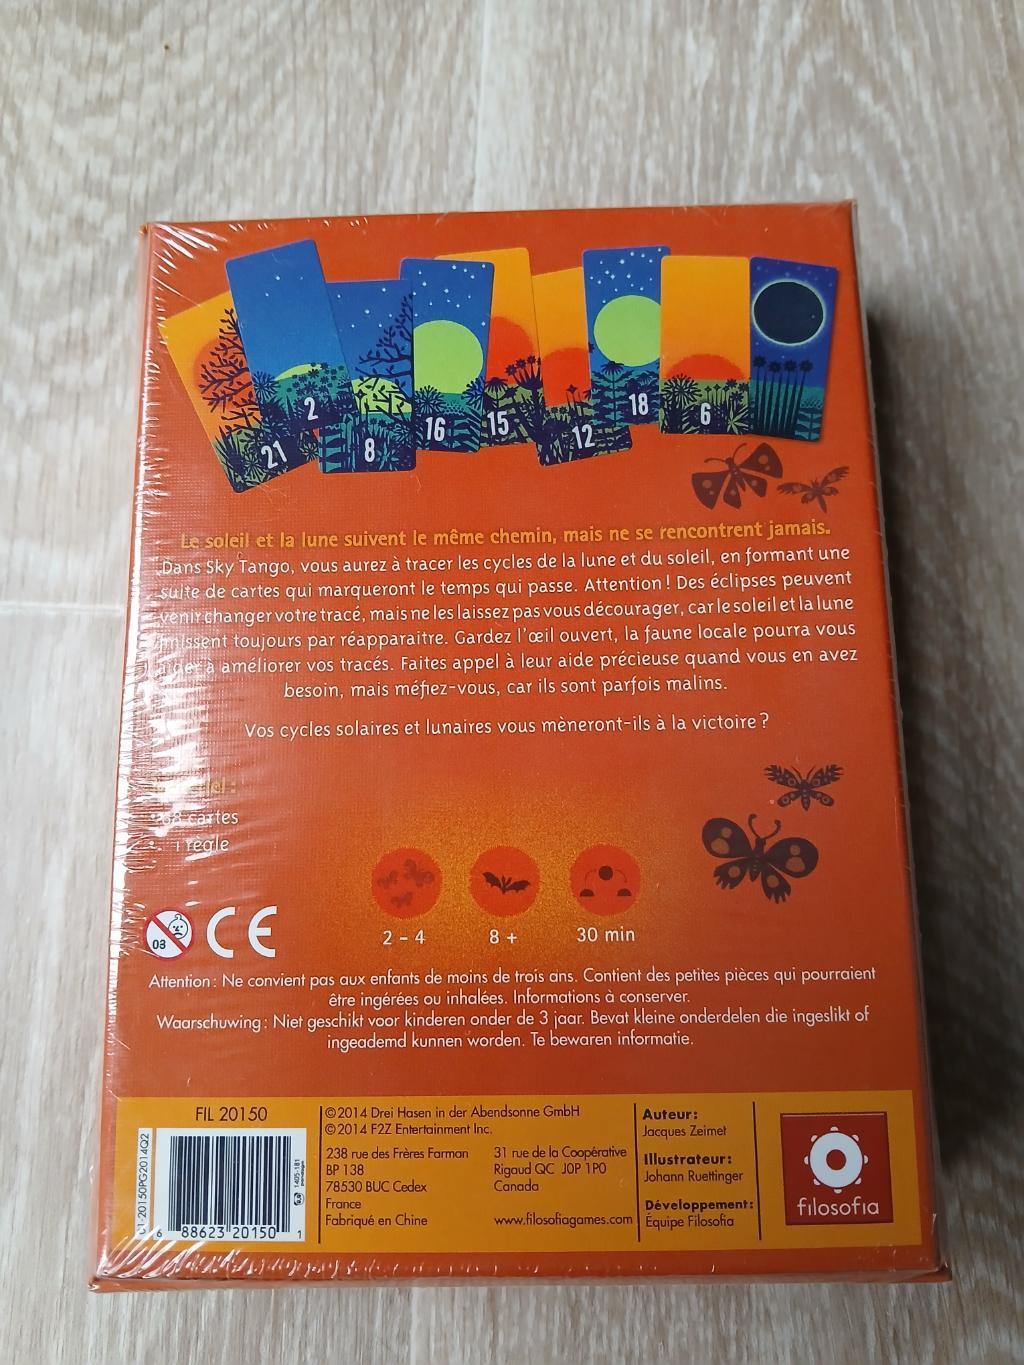 21
2
8
16
15
12
18
6
Le soleil et la lune suivent le même chemin, mais ne se rencontrent jamais.
Dans Sky Tango, vous aurez à tracer les cycles de la lune et du soleil, en formant une
suite de cartes qui marqueront le temps qui passe. Attention ! Des éclipses peuvent
venir changer votre tracé, mais ne les laissez pas vous décourager, car le soleil et la lune
finissent toujours par réapparaitre. Gardez l'œil ouvert, la faune locale pourra vous
aider à améliorer vos tracés. Faites appel à leur aide précieuse quand vous en avez
besoin, mais méfiez-vous, car ils sont parfois malins.
Vos cycles solaires et lunaires vous mèneront-ils à la victoire ?
• 68 cartes
• 1 règle
2 - 4
8 +
30 min
03
CE
Attention : Ne convient pas aux enfants de moins de trois ans. Contient des petites pièces qui pourraient
être ingérées ou inhalées. Informations à conserver.
Waarschuwing : Niet geschikt voor kinderen onder de 3 jaar. Bevat kleine onderdelen die ingeslikt of
ingeademd kunnen worden. Te bewaren informatie.
FIL 20150
01-20150PG2014Q2
1405-181
6 88623 20150 1
©2014 Drei Hasen in der Abendsonne GmbH
©2014 F2Z Entertainment Inc.
238 rue des Frères Farman
BP 138
78530 BUC Cedex
France
Fabriqué en Chine
31 rue de la Coopérative
Rigaud QC J0P 1P0
Canada
www.filosofiagames.com
Auteur :
Jacques Zeimet
Illustrateur :
Johann Ruettinger
Développement :
Équipe Filosofia
filosofia